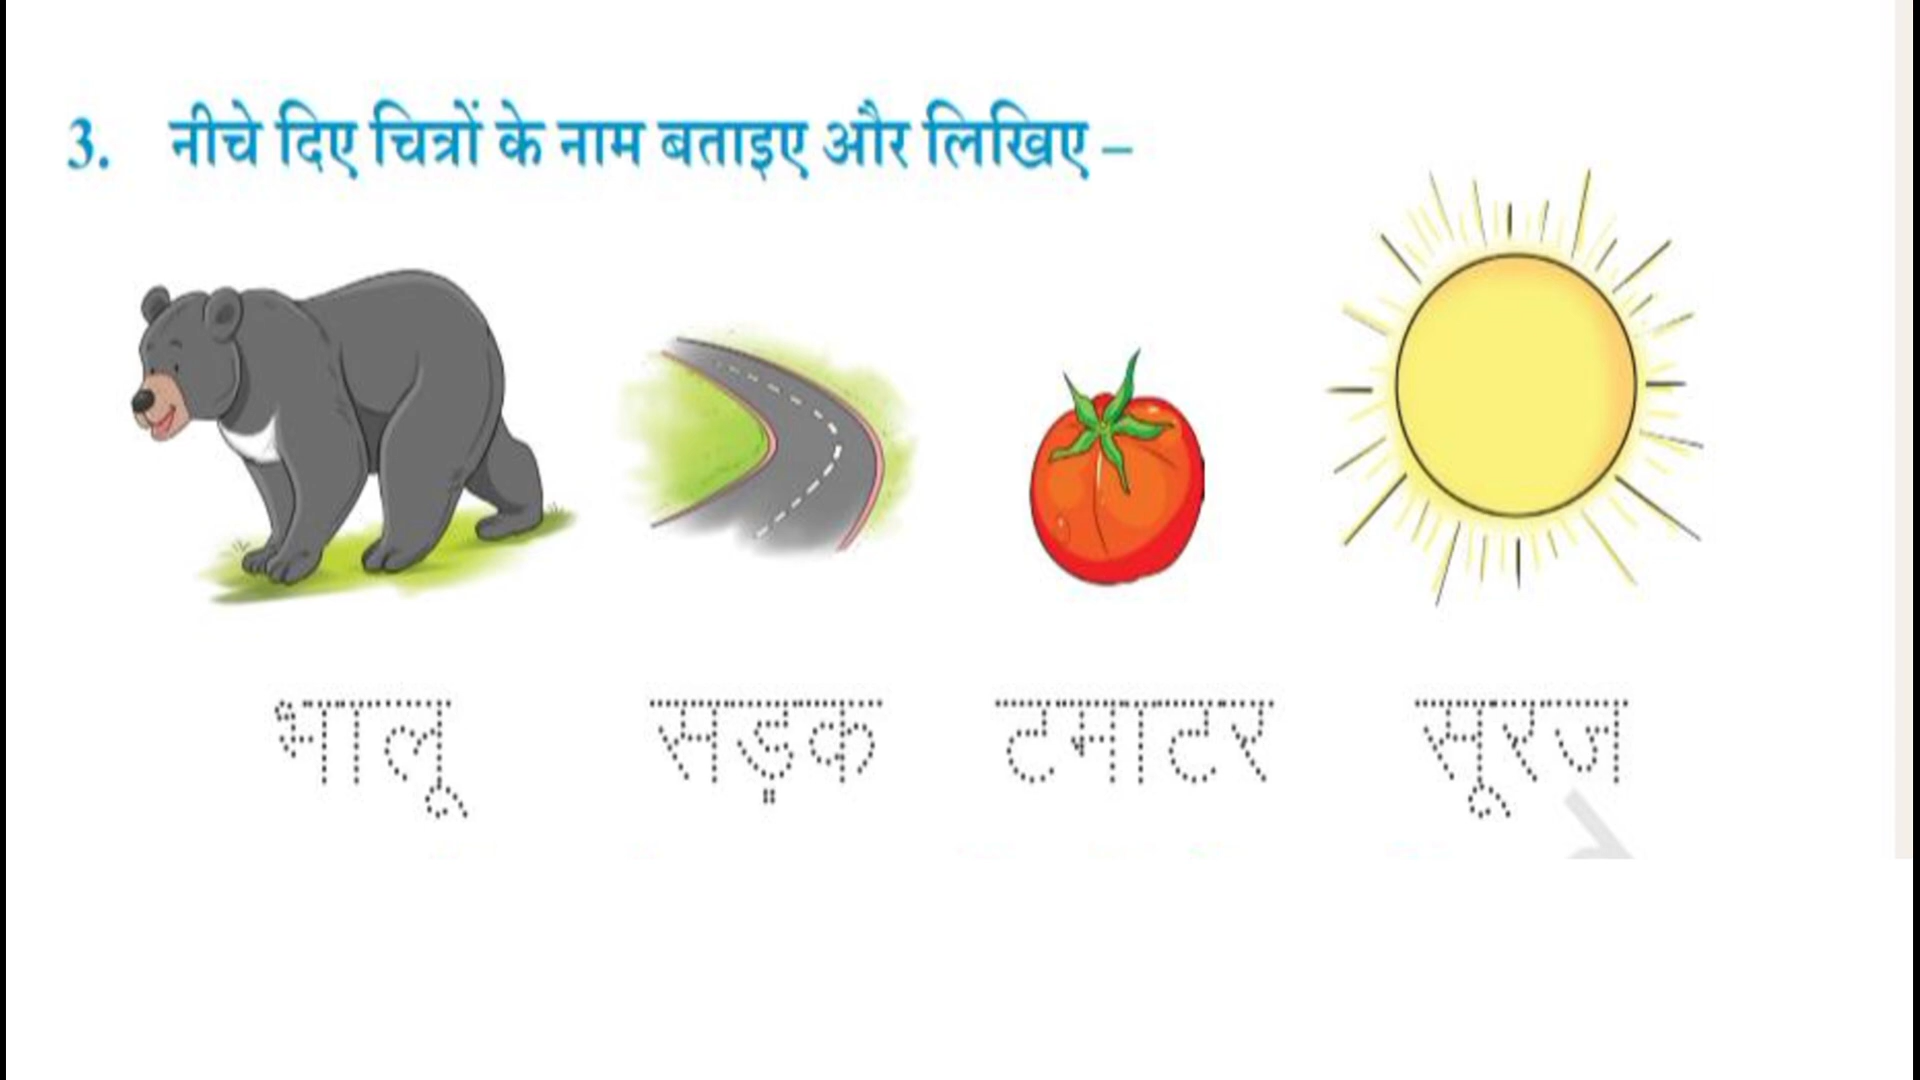 3. नीचे दिए चित्रों के नाम बताइए और लिखिए –
भालू सड़क टमाटर सूरज